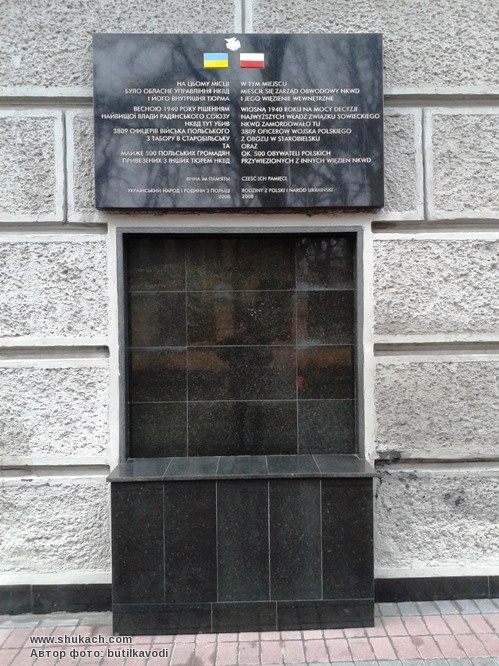 НА ЦЬОМУ МІСЦІ
БУЛО ОБЛАСНЕ УПРАВЛІННЯ НКВД
І ЙОГО ВНУТРІШНЯ ТЮРМА
ВЕСНОЮ 1940 РОКУ РІШЕННЯМ
НАЙВИЩОЇ ВЛАДИ РАДЯНСЬКОГО СОЮЗУ
НКВД ТУТ УБИВ
3809 ОФИЦЕРІВ ВІЙСЬКА ПОЛЬСЬКОГО
З ТАБОРУ В СТАРОБІЛЬСЬКУ
ТА
МАЙЖЕ 500 ПОЛЬСЬКИХ ГРОМАДЯН
ПРИВЕЗЕНИХ З ІНШИХ ТЮРЕМ НКВД
ВІЧНА ЇМ ПАМ'ЯТЬ!
УКРАЇНСЬКИЙ НАРОД І РОДИНИ З ПОЛЬЩІ
2008
W TYM MIEJSCU
MIEŚCIŁ SIĘ ZARZĄD OBWODOWY NKWD
I JEGO WIĘZIENIE WEWNĘTRZNE
WIOSNĄ 1940 ROKU NA MOCY DECYZJI
NAJWYŻSZYCH WŁADZ ZWIĄZKU SOWIECKIEGO
NKWD ZAMORDOWAŁO TU
3809 OFICERÓW WOJSKA POLSKIEGO
Z OBOZU W STAROBIELSKU
ORAZ
OK. 500 OBYWATELI POLSKICH
PRZYWIEZIONYCH Z INNYCH WIĘZIEŃ NKWD
CZEŚĆ ICH PAMIĘCI,
RODZINY Z POLSKI I NARÓD UKRAIŃSKI
2008
www.shukach.com
Автор фото: butilkavodi